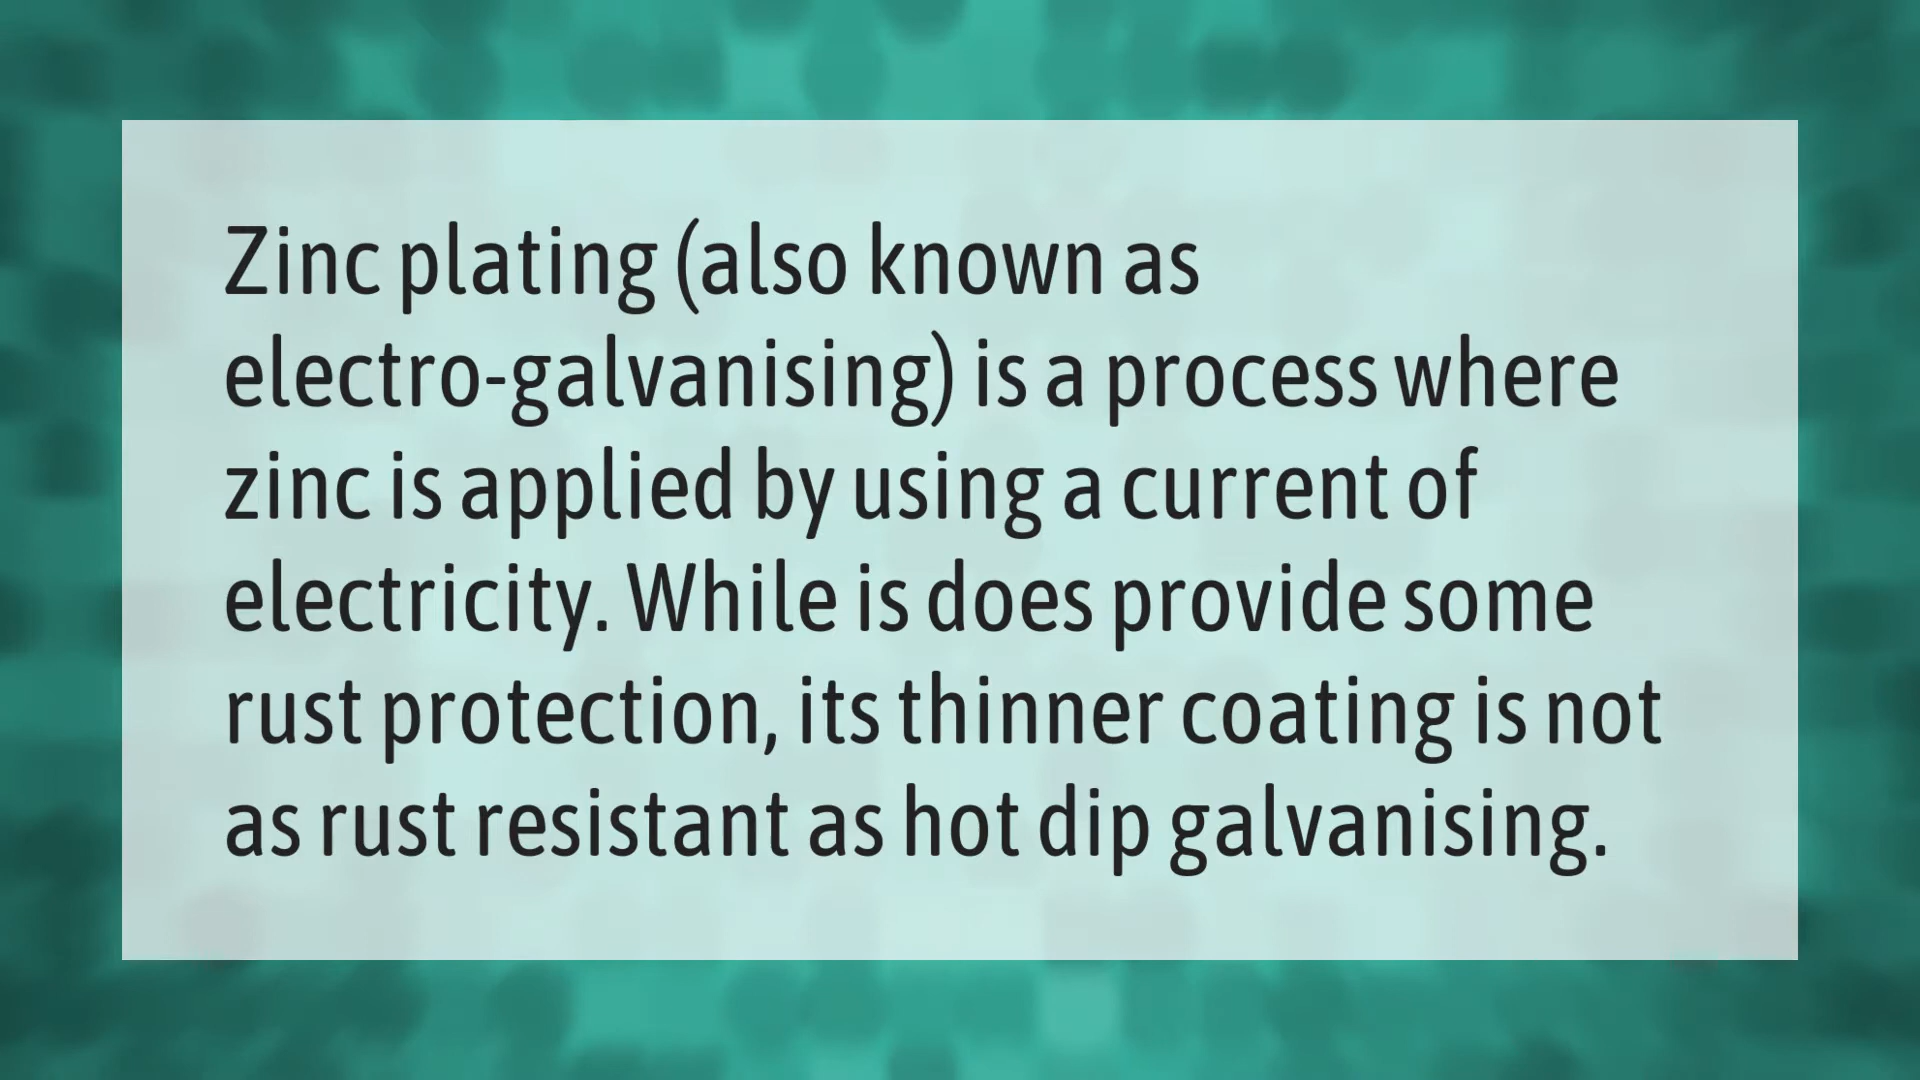 Zinc plating (also known as
electro-galvanising) is a process where
zinc is applied by using a current of
electricity. While is does provide some
rust protection, its thinner coating is not
as rust resistant as hot dip galvanising.